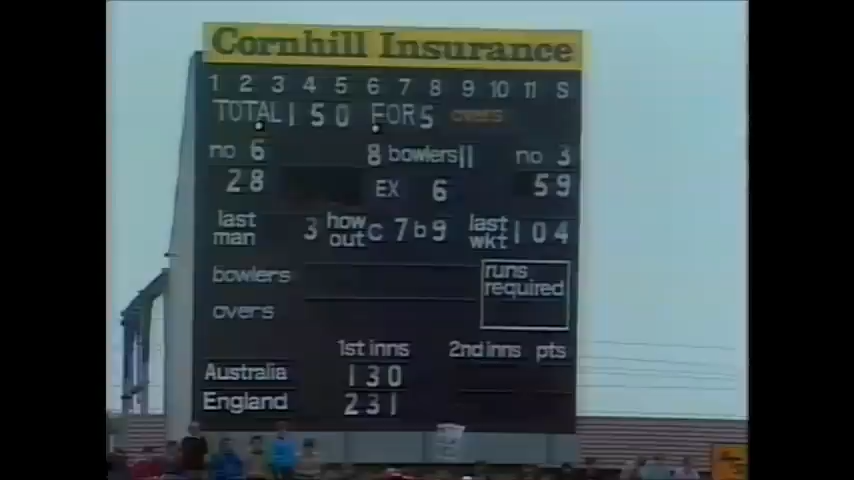 Cornhill Insurance
1 2 3 4 5 6 7 8 9 10 11 S
TOTAL 150 FOR 5 overs
no 6 8 bowlers 11 no 3
28 EX 6 59
last man 3 how out c 7 b 9 last wkt 104
bowlers
runs required
overs
1st inns 2nd inns pts
Australia 130
England 231